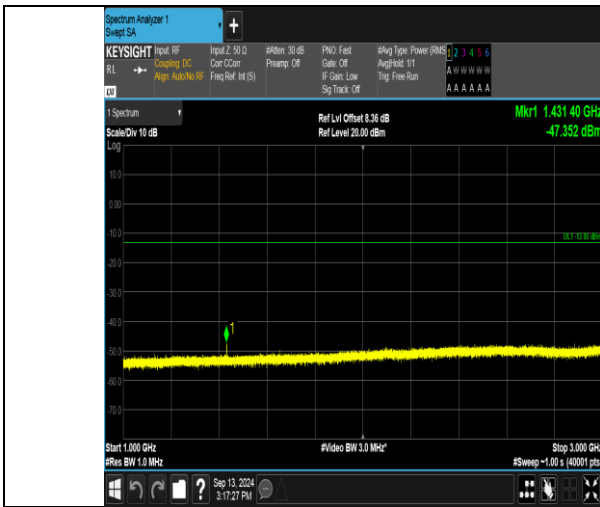 Spectrum Analyzer 1
Swept SA
KEYSIGHT
RL
LXI
Input: RF
Coupling: DC
Align: Auto/No RF
Input Z: 50 Ω
Corr CCorr
Freq Ref: Int (S)
#Atten: 30 dB
Preamp: Off
PNO: Fast
Gate: Off
IF Gain: Low
Sig Track: Off
#Avg Type: Power (RMS
Avg|Hold: 1/1
Trig: Free Run
1 2 3 4 5 6
A W W W W W
A A A A A A
1 Spectrum
Scale/Div 10 dB
Log
Ref Lvl Offset 8.36 dB
Ref Level 20.00 dBm
Mkr1 1.431 40 GHz
-47.352 dBm
10.0
0.00
-10.0
DL1 -13.00 dBm
-20.0
-30.0
-40.0
1
-50.0
-60.0
-70.0
Start 1.000 GHz
#Res BW 1.0 MHz
#Video BW 3.0 MHz*
Stop 3.000 GHz
#Sweep ~1.00 s (40001 pts
?
Sep 13, 2024
3:17:27 PM